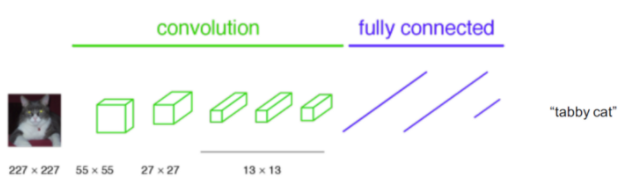 convolution fully connected
"tabby cat"
227 × 227 55 × 55 27 × 27 13 × 13